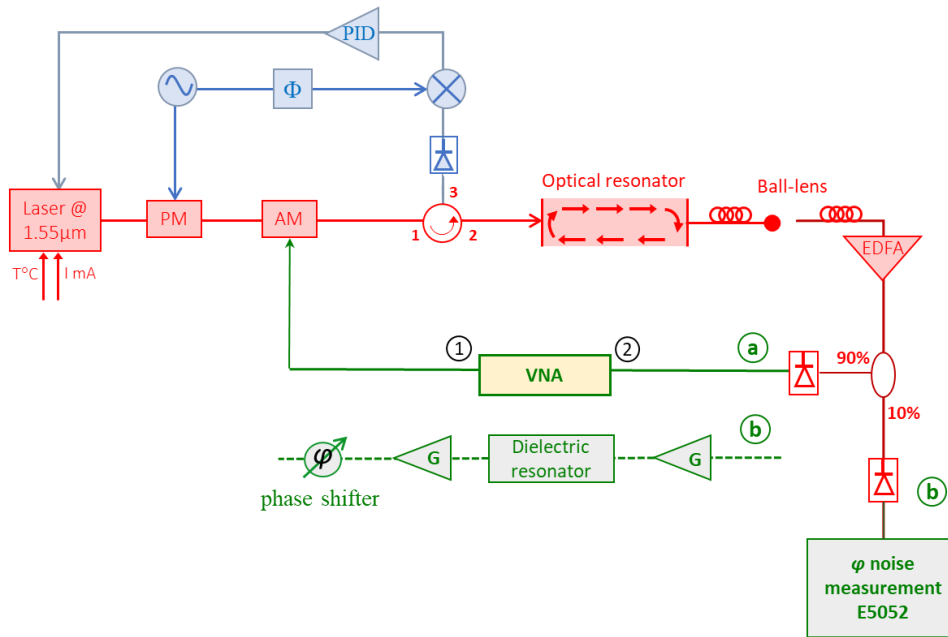 PID
Φ
3
Optical resonator
Ball-lens
Laser @
1.55µm
PM
AM
1
2
EDFA
T°C
I mA
1
2
a
90%
VNA
10%
b
Dielectric
resonator
φ
G
G
phase shifter
b
φ noise
measurement
E5052